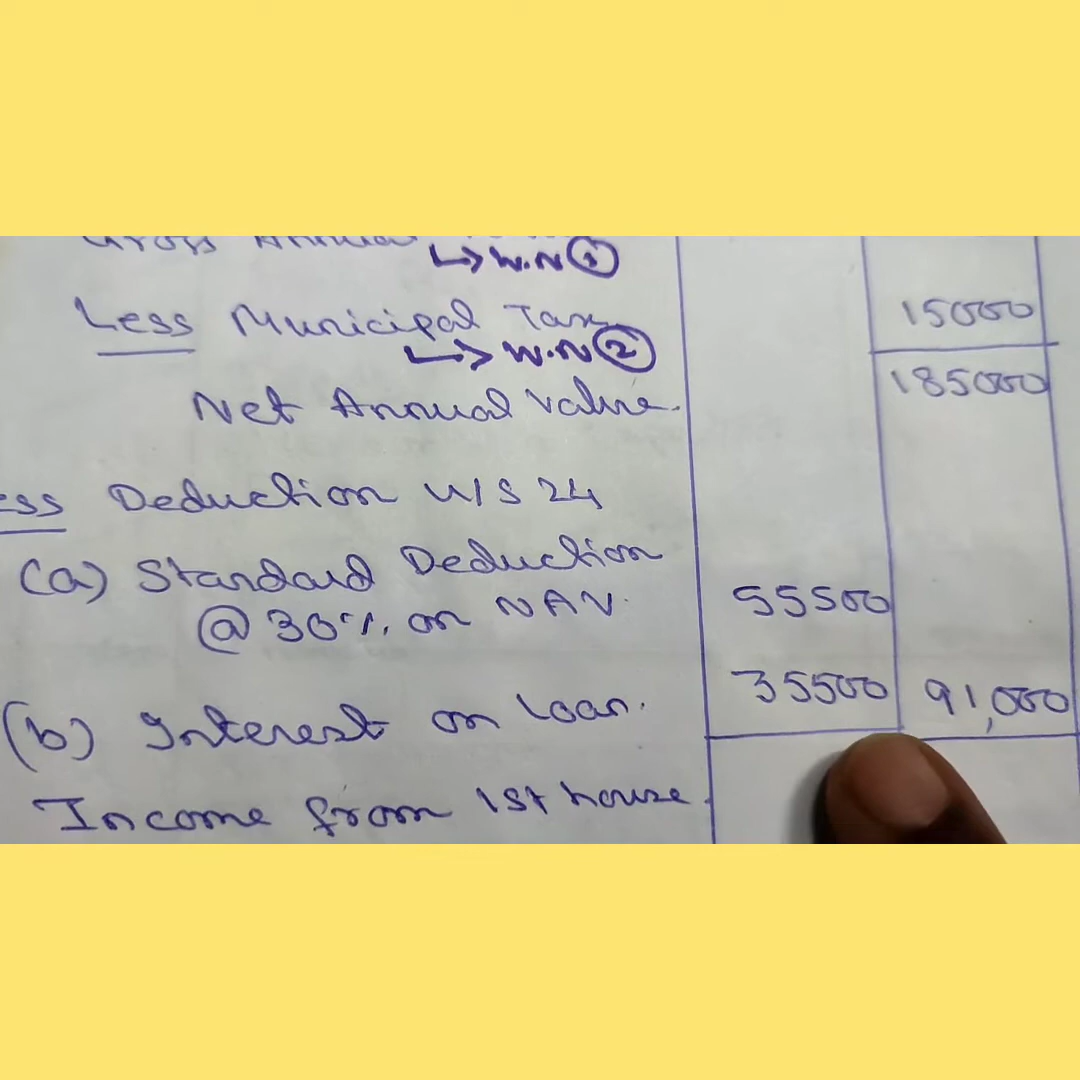 ↳ W.N ①
Less Municipal Tax 15000
↳ W.N ②
Net Annual Value. 185000
Deduction u/s 24
(a) Standard Deduction
@ 30% on NAV. 55500
(b) Interest on Loan. 35500 91,000
Income from 1st house.